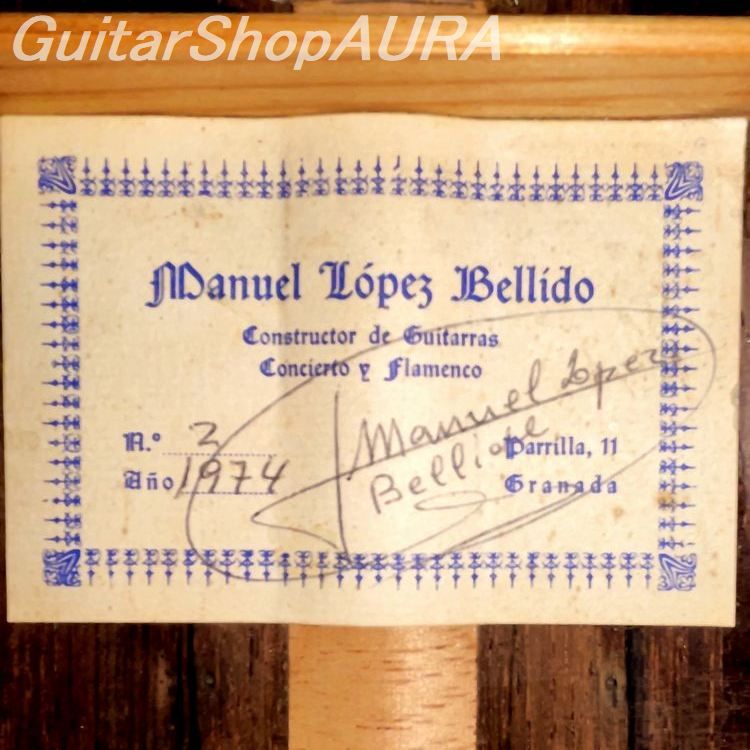 GuitarShopAURA
Manuel López Bellido
Constructor de Guitarras
Concierto y Flamenco
N.º 2
Manuel López
Bellido
Parrilla, 11
Año 1974
Granada